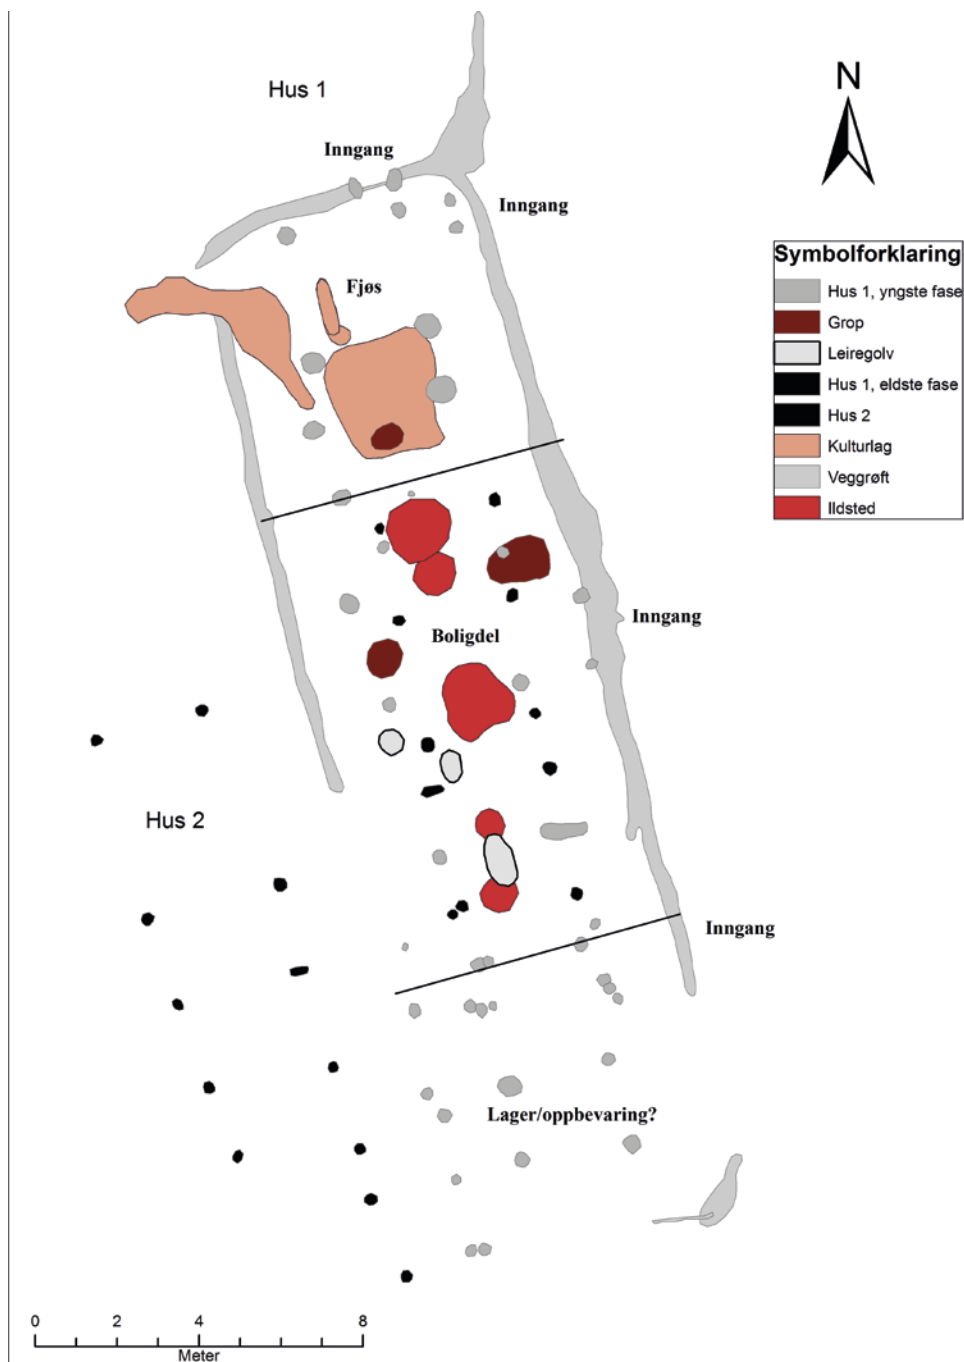 Hus 1
N
Inngang
Inngang
Symbolforklaring
Hus 1, yngste fase
Grop
Leiregolv
Hus 1, eldste fase
Hus 2
Kulturlag
Veggrøft
Ildsted
Fjøs
Inngang
Boligdel
Hus 2
Inngang
Lager/oppbevaring?
0 2 4 8
Meter